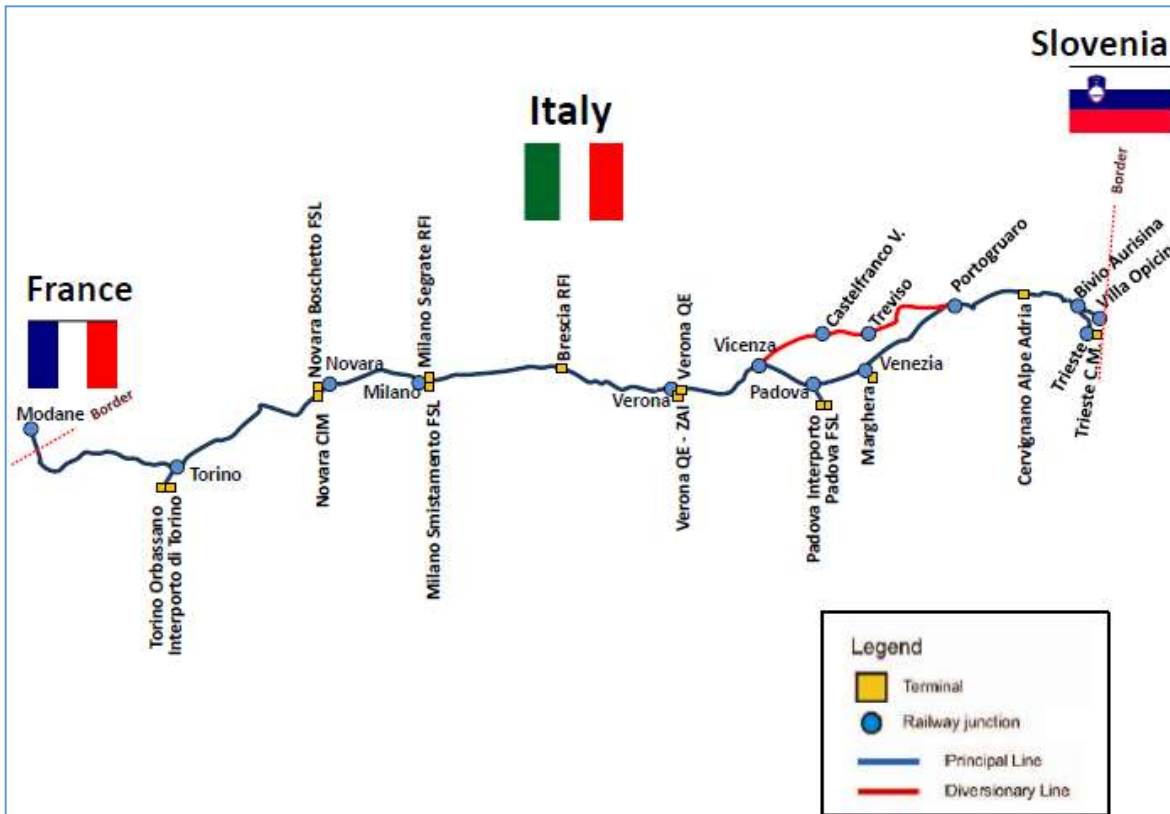 Slovenia
Italy
France
Border
Border
Modane
Torino
Torino Orbassano
Interporto di Torino
Novara Boschetto FSL
Novara CIM
Novara
Milano
Milano Segrate RFI
Milano Smistamento FSL
Brescia RFI
Verona
Verona QE
Verona QE - ZAI
Vicenza
Castelfranco V.
Treviso
Portogruaro
Padova
Padova Interporto
Padova FSL
Venezia
Marghera
Cervignano Alpe Adria
Bivio Aurisina
Villa Opicin
Trieste
Trieste C.M.
Legend
Terminal
Railway junction
Principal Line
Diversionary Line